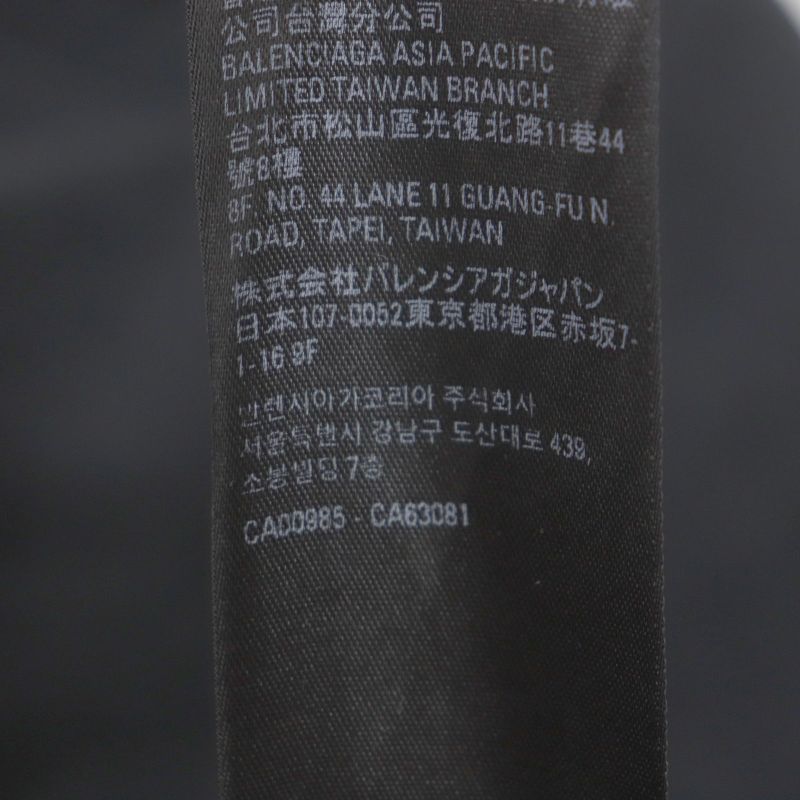 公司台灣分公司
BALENCIAGA ASIA PACIFIC
LIMITED TAIWAN BRANCH
台北市松山區光復北路11巷44
號8樓
8F, NO. 44 LANE 11 GUANG-FU N.
ROAD, TAPEI, TAIWAN
株式会社バレンシアガジャパン
日本107-0052東京都港区赤坂7-
1-16 9F
발렌시아가코리아 주식회사
서울특별시 강남구 도산대로 439,
소봉빌딩 7층
CA00985 - CA63081